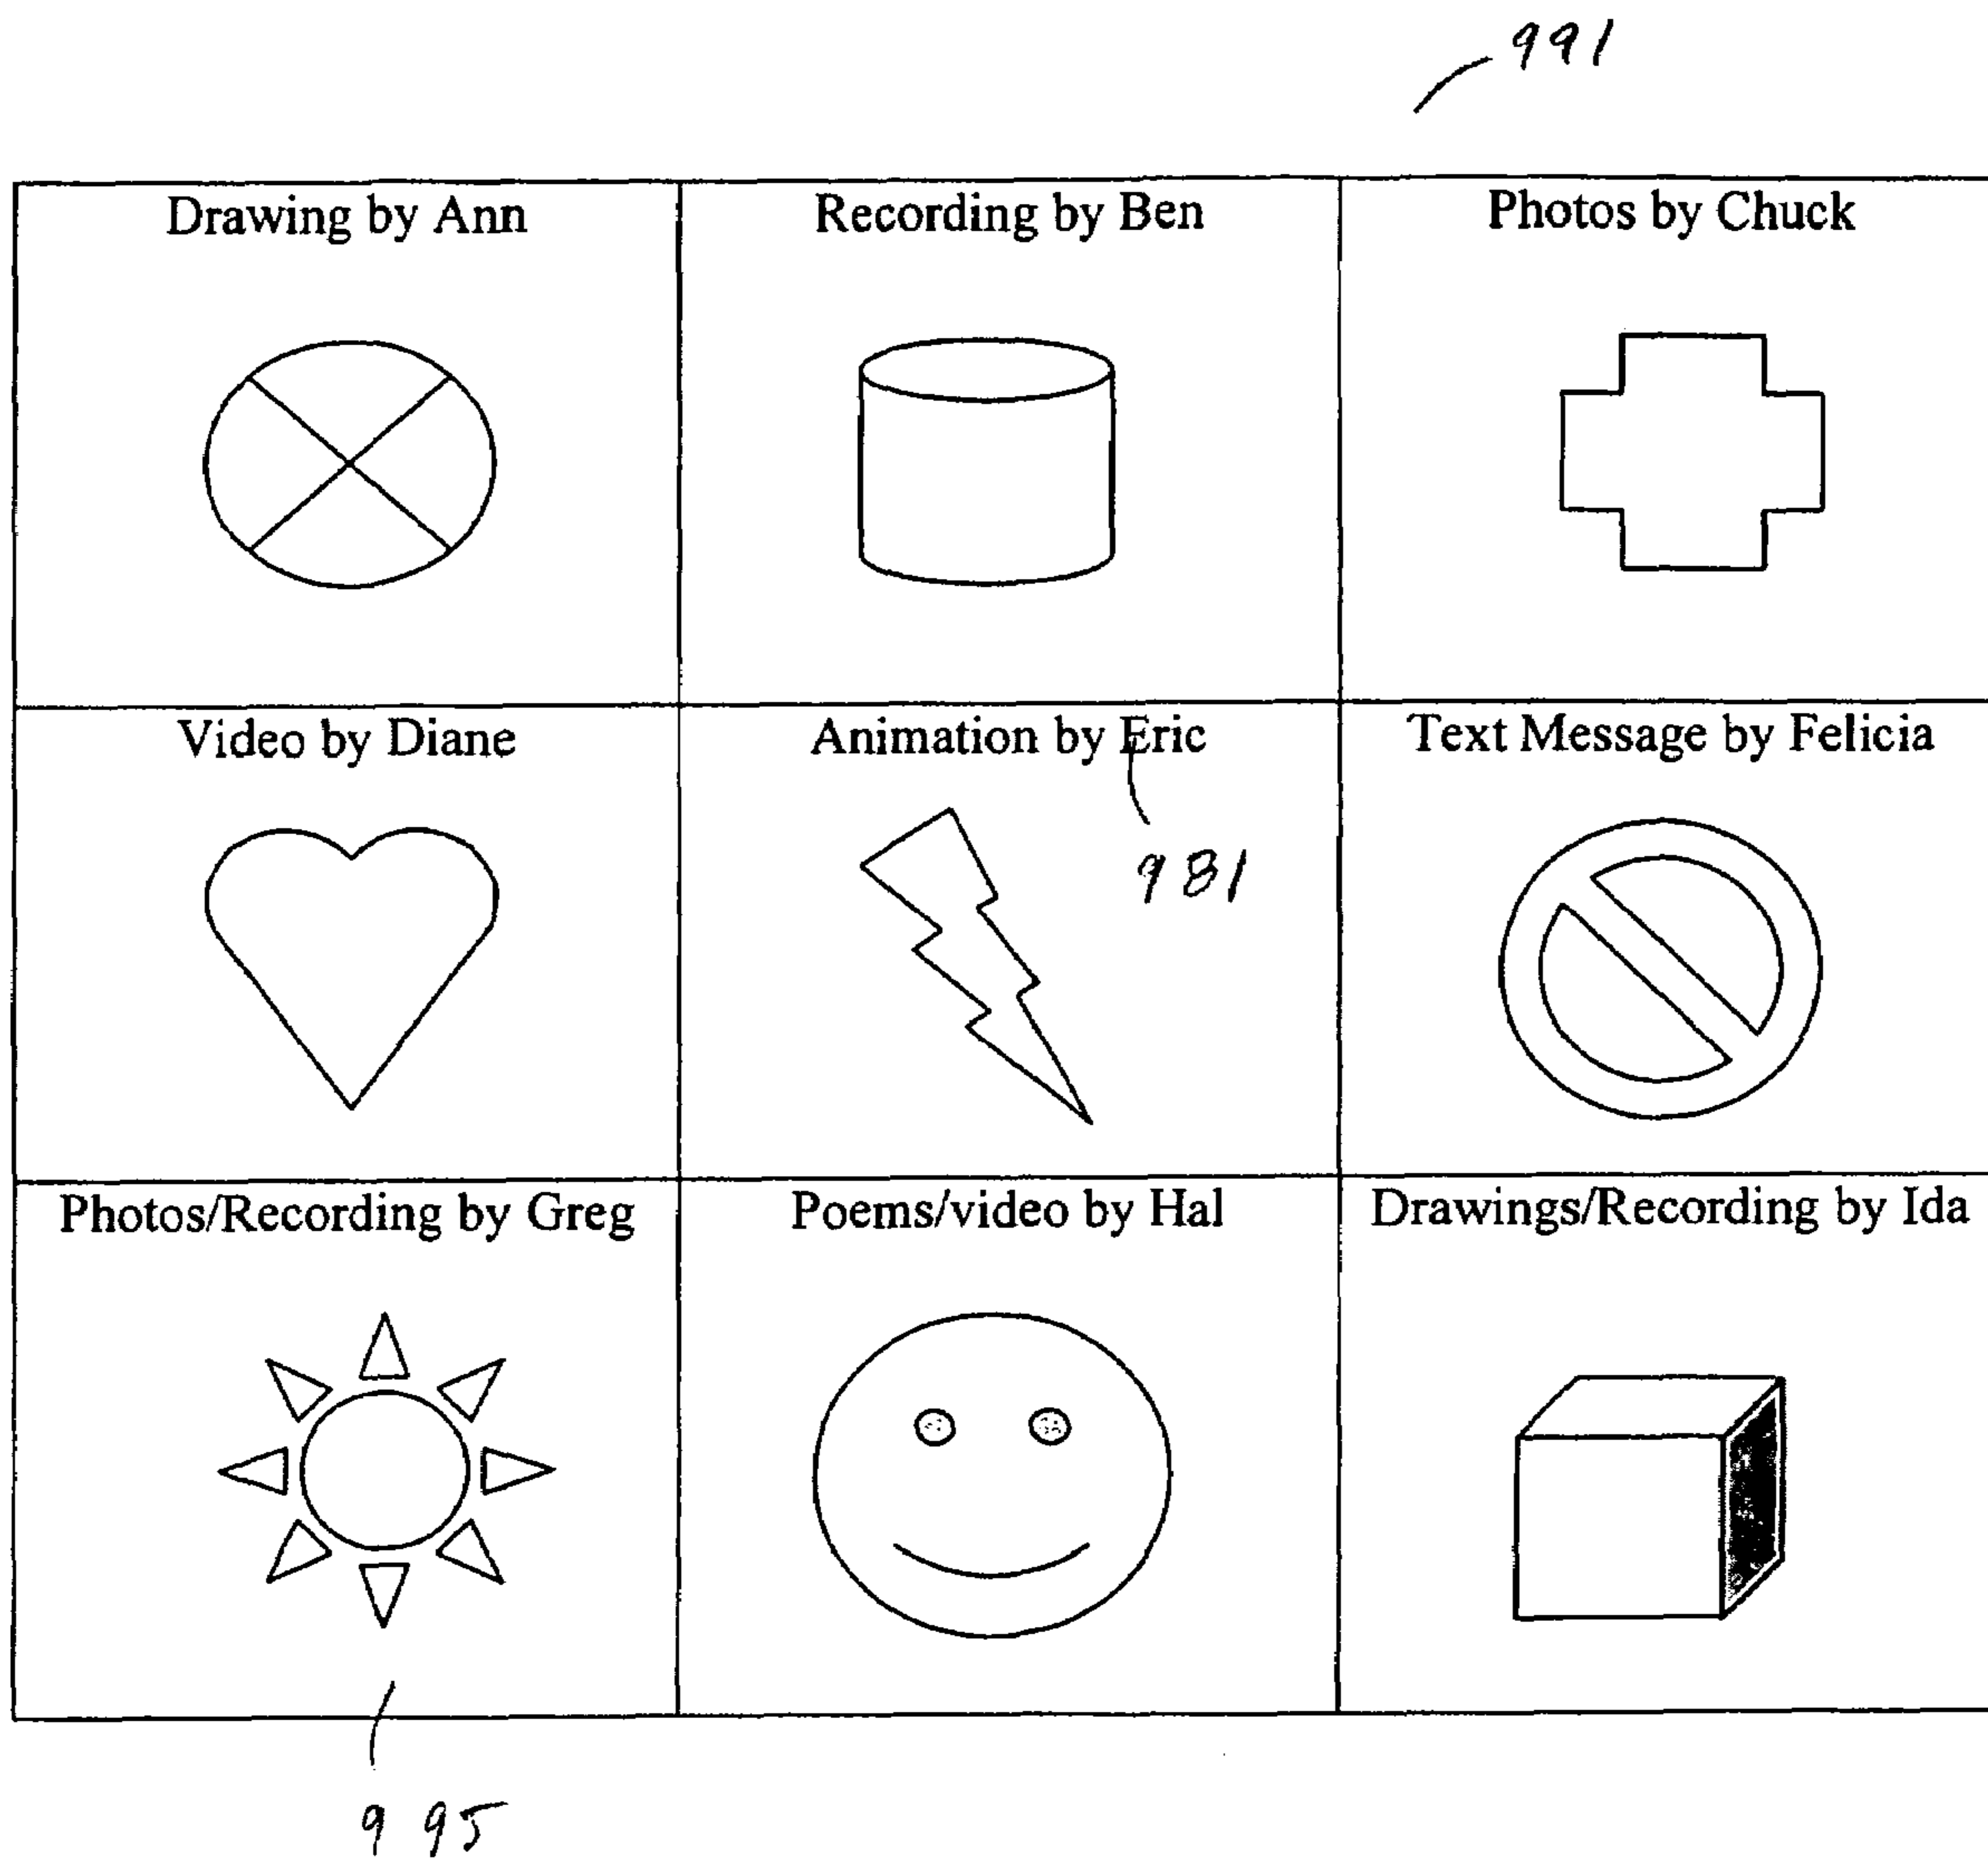 991
Drawing by Ann
Recording by Ben
Photos by Chuck
Video by Diane
Animation by Eric
Text Message by Felicia
981
Photos/Recording by Greg
Poems/video by Hal
Drawings/Recording by Ida
995